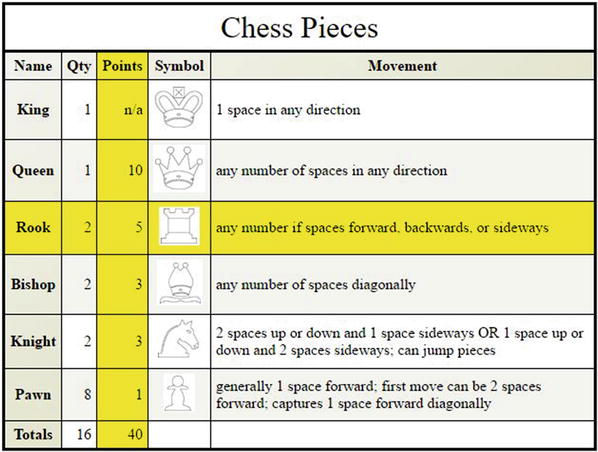 Chess Pieces
Name Qty Points Symbol Movement
King 1 n/a 1 space in any direction
Queen 1 10 any number of spaces in any direction
Rook 2 5 any number if spaces forward, backwards, or sideways
Bishop 2 3 any number of spaces diagonally
Knight 2 3 2 spaces up or down and 1 space sideways OR 1 space up or
down and 2 spaces sideways; can jump pieces
Pawn 8 1 generally 1 space forward; first move can be 2 spaces
forward; captures 1 space forward diagonally
Totals 16 40